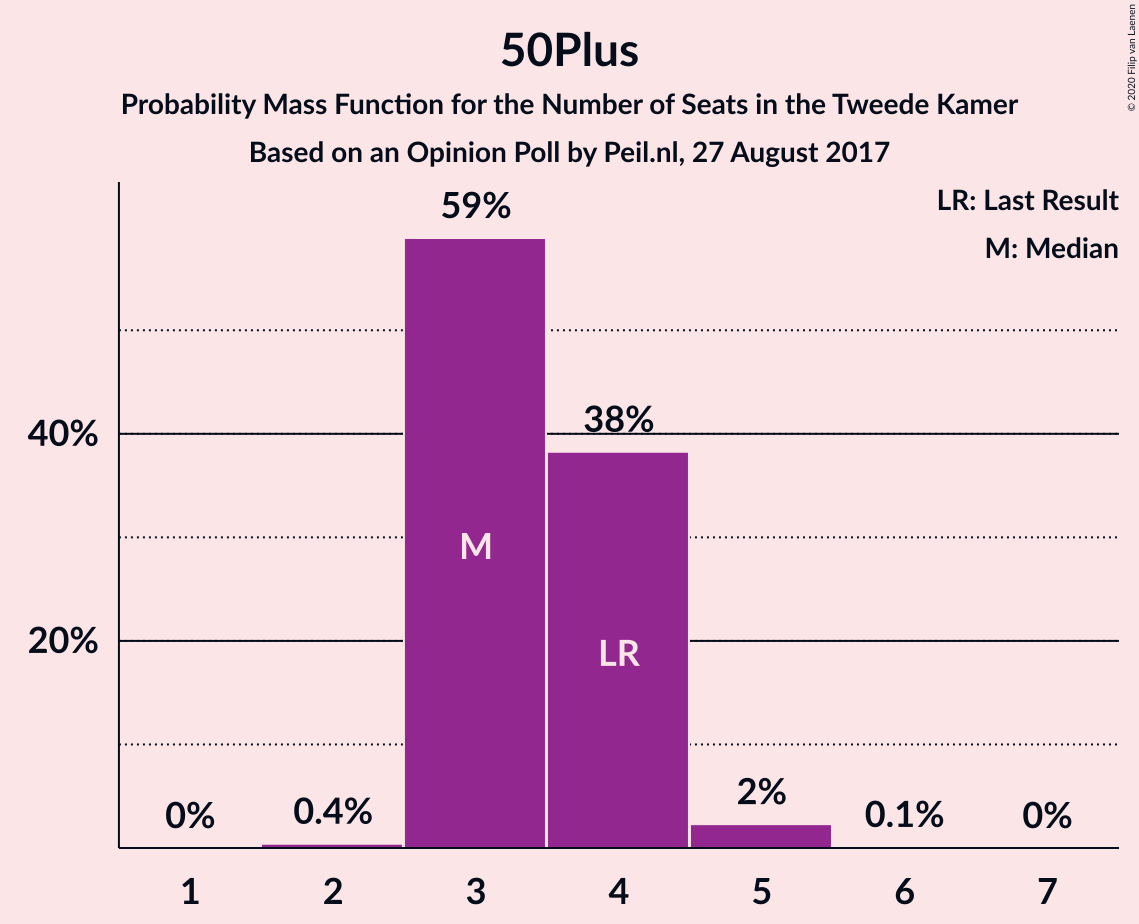 50Plus
Probability Mass Function for the Number of Seats in the Tweede Kamer
Based on an Opinion Poll by Peil.nl, 27 August 2017
© 2020 Filip van Laenen
LR: Last Result
M: Median
59%
40%
38%
M
20%
LR
0%
0.4%
2%
0.1%
0%
1 2 3 4 5 6 7